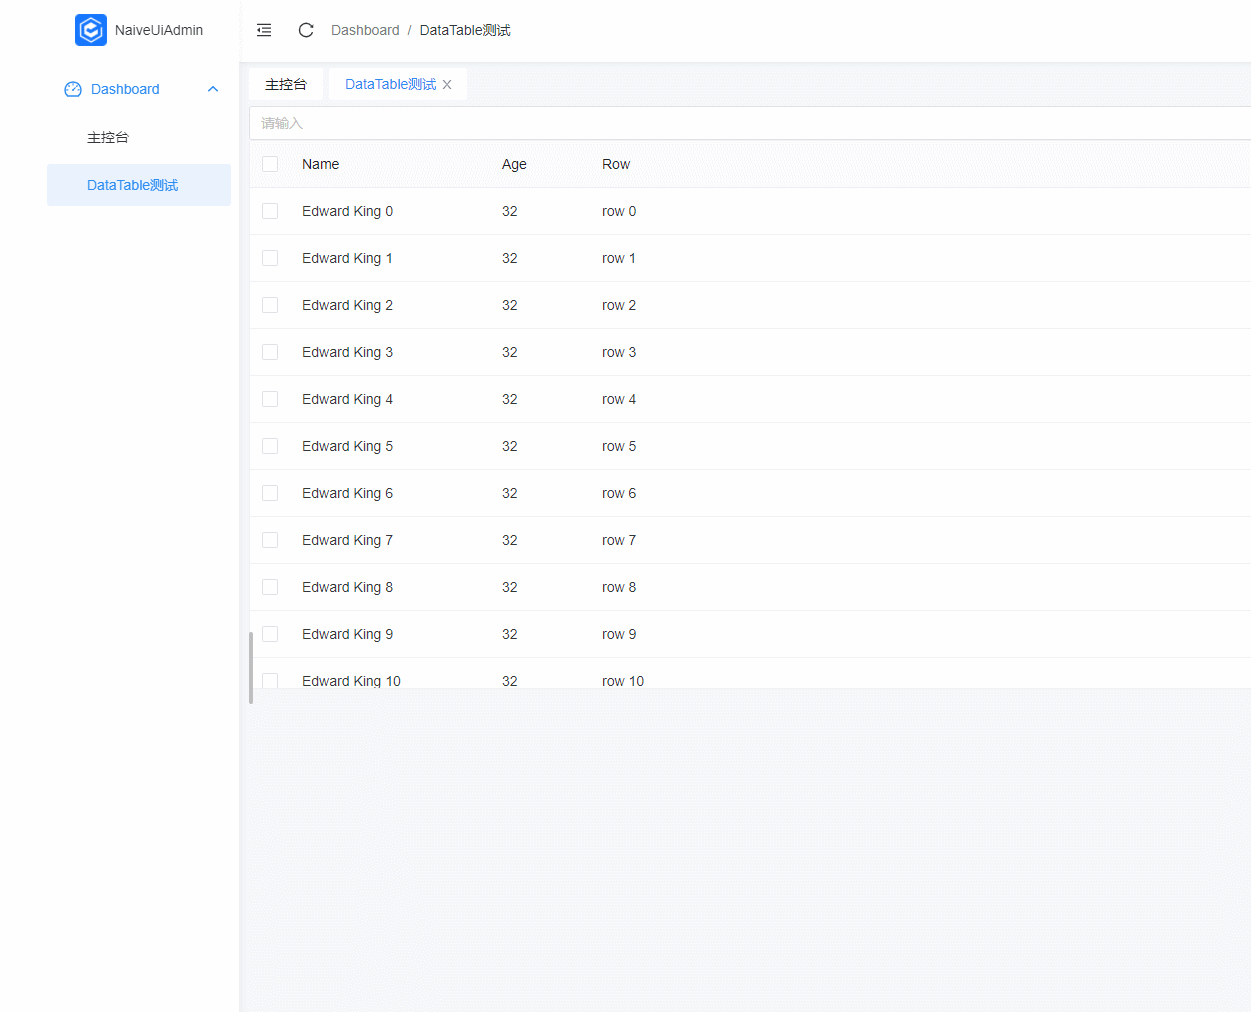 NaiveUiAdmin
Dashboard / DataTable测试
Dashboard
主控台
DataTable测试
主控台
DataTable测试
请输入
Name Age Row
Edward King 0 32 row 0
Edward King 1 32 row 1
Edward King 2 32 row 2
Edward King 3 32 row 3
Edward King 4 32 row 4
Edward King 5 32 row 5
Edward King 6 32 row 6
Edward King 7 32 row 7
Edward King 8 32 row 8
Edward King 9 32 row 9
Edward King 10 32 row 10